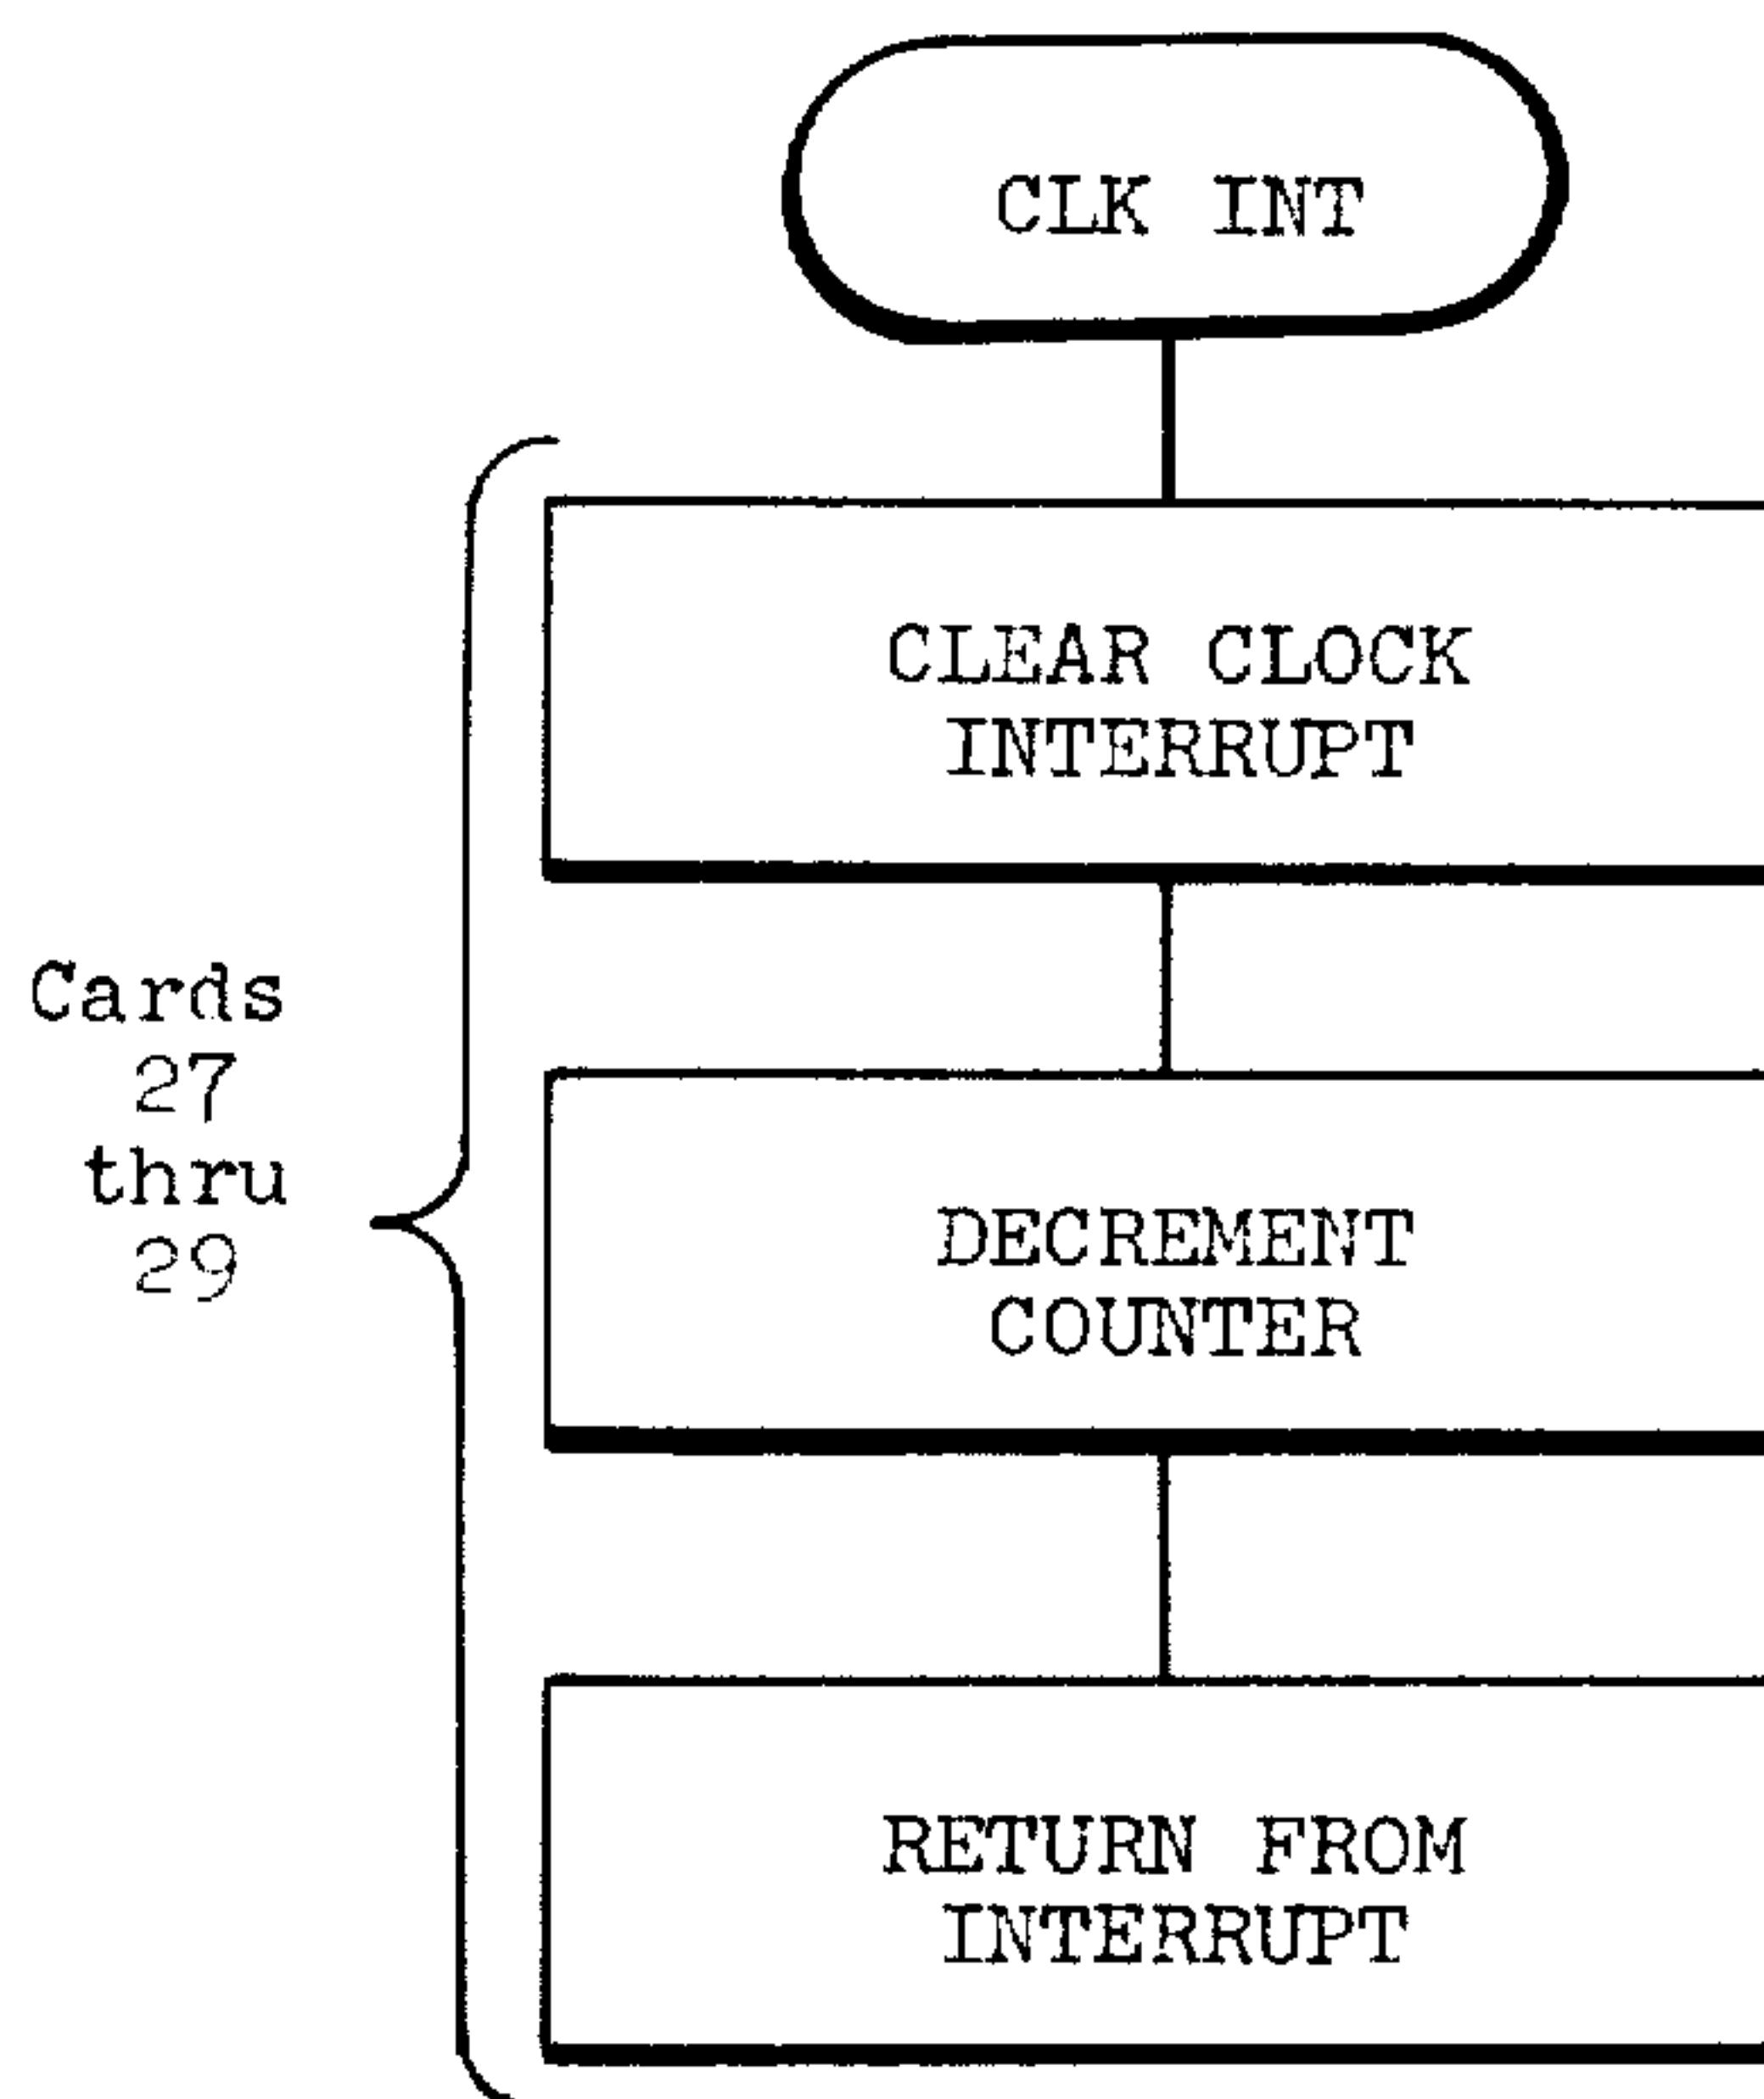 CLK INT
CLEAR CLOCK
INTERRUPT
Cards
27
thru
29
DECREMENT
COUNTER
RETURN FROM
INTERRUPT